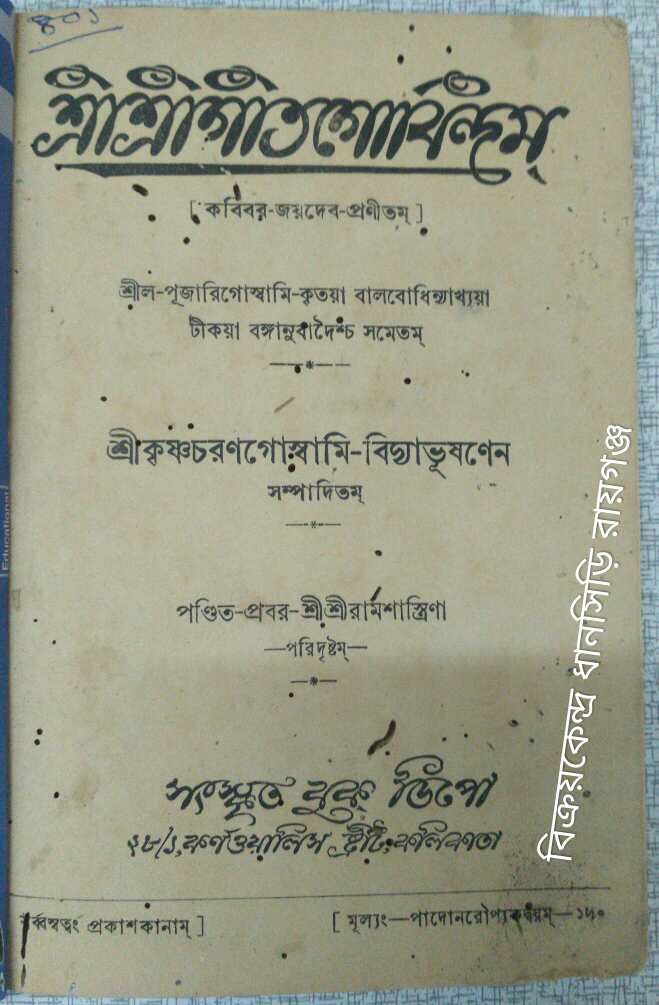 ৪০১
শ্রীশ্রীগীতগোবিন্দম্
[ কবিবর-জয়দেব-প্রণীতম্ ]
শ্রীল-পূজারিগোস্বামি-কৃতয়া বালবোধিন্যাখ্যয়া
টীকয়া বঙ্গানুবাদৈশ্চ সমেতম্
শ্রীকৃষ্ণচরণগোস্বামি-বিদ্যাভূষণেন
সম্পাদিতম্
পণ্ডিত-প্রবর-শ্রীশ্রীরামশাস্ত্রিণা
—পরিদৃষ্টম্—
সংস্কৃত বুক্ ডিপো
২৮/১, কর্ণওয়ালিস ষ্ট্রীট, কলিকাতা
র্ব্বস্বত্বং প্রকাশকানাম্ ]
[ মূল্যং—পাদোনরৌপ্যকদ্বয়ম্—১৸০
বিক্রয়কেন্দ্র ধানসিড়ি রায়গঞ্জ
Educational